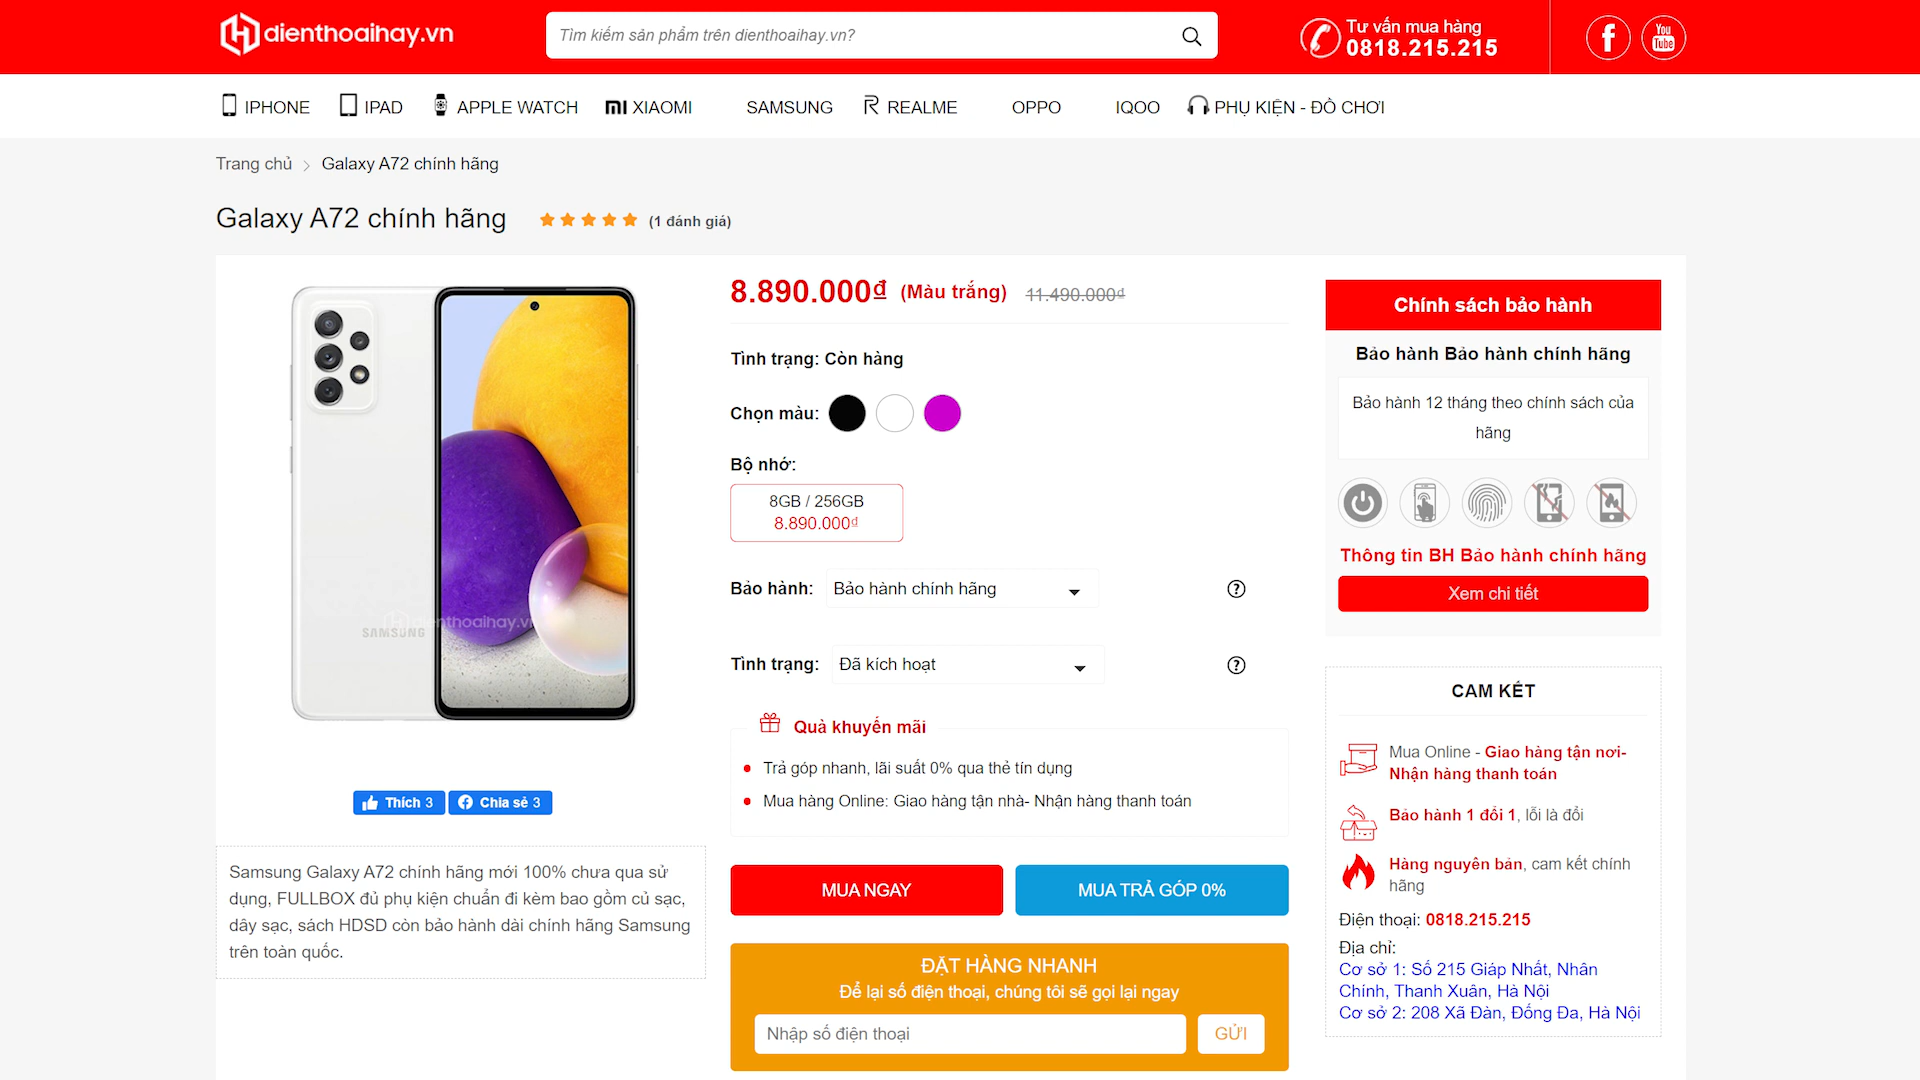 dienthoaihay.vn
Tìm kiếm sản phẩm trên dienthoaihay.vn?
Tư vấn mua hàng
0818.215.215
f
You
Tube
IPHONE
IPAD
APPLE WATCH
XIAOMI
SAMSUNG
REALME
OPPO
IQOO
PHỤ KIỆN - ĐỒ CHƠI
Trang chủ
Galaxy A72 chính hãng
Galaxy A72 chính hãng
(1 đánh giá)
SAMSUNG
dienthoaihay.vn
Thích 3
Chia sẻ 3
Samsung Galaxy A72 chính hãng mới 100% chưa qua sử
dụng, FULLBOX đủ phụ kiện chuẩn đi kèm bao gồm củ sạc,
dây sạc, sách HDSD còn bảo hành dài chính hãng Samsung
trên toàn quốc.
8.890.000₫ (Màu trắng) 11.490.000₫
Tình trạng: Còn hàng
Chọn màu:
Bộ nhớ:
8GB / 256GB
8.890.000₫
Bảo hành: Bảo hành chính hãng
Tình trạng: Đã kích hoạt
Quà khuyến mãi
Trả góp nhanh, lãi suất 0% qua thẻ tín dụng
Mua hàng Online: Giao hàng tận nhà- Nhận hàng thanh toán
MUA NGAY
MUA TRẢ GÓP 0%
ĐẶT HÀNG NHANH
Để lại số điện thoại, chúng tôi sẽ gọi lại ngay
Nhập số điện thoại
GỬI
Chính sách bảo hành
Bảo hành Bảo hành chính hãng
Bảo hành 12 tháng theo chính sách của
hãng
Thông tin BH Bảo hành chính hãng
Xem chi tiết
CAM KẾT
Mua Online - Giao hàng tận nơi-
Nhận hàng thanh toán
Bảo hành 1 đổi 1, lỗi là đổi
Hàng nguyên bản, cam kết chính
hãng
Điện thoại: 0818.215.215
Địa chỉ:
Cơ sở 1: Số 215 Giáp Nhất, Nhân
Chính, Thanh Xuân, Hà Nội
Cơ sở 2: 208 Xã Đàn, Đống Đa, Hà Nội